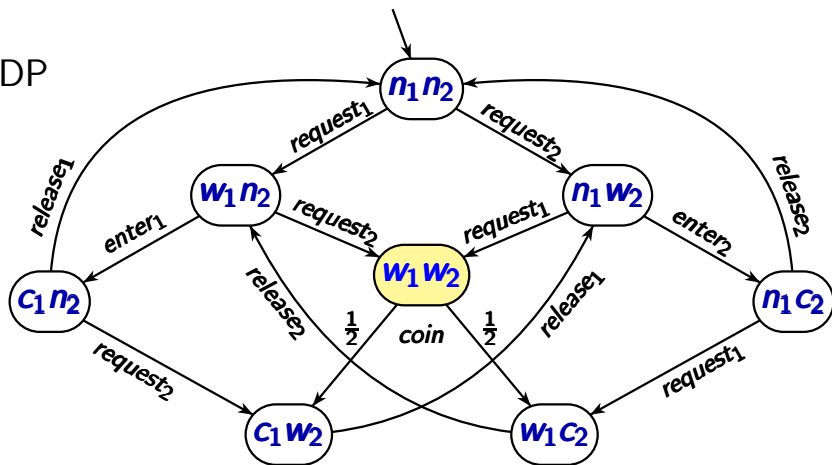 DP
n₁n₂
request₁
request₂
release₁
release₂
w₁n₂
n₁w₂
enter₁
request₂
request₁
enter₂
w₁w₂
c₁n₂
n₁c₂
release₂
release₁
1/2
coin
1/2
request₂
request₁
c₁w₂
w₁c₂